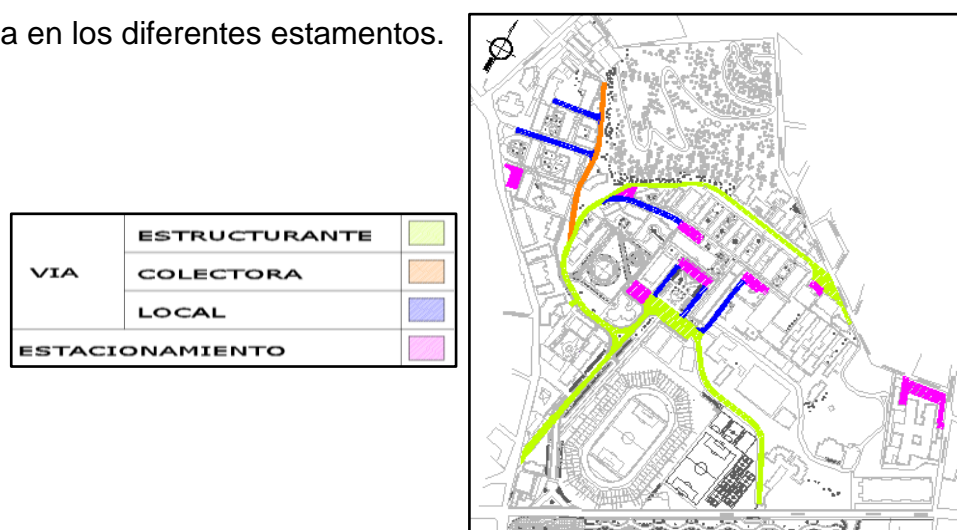 a en los diferentes estamentos.
ESTRUCTURANTE
VIA
COLECTORA
LOCAL
ESTACIONAMIENTO